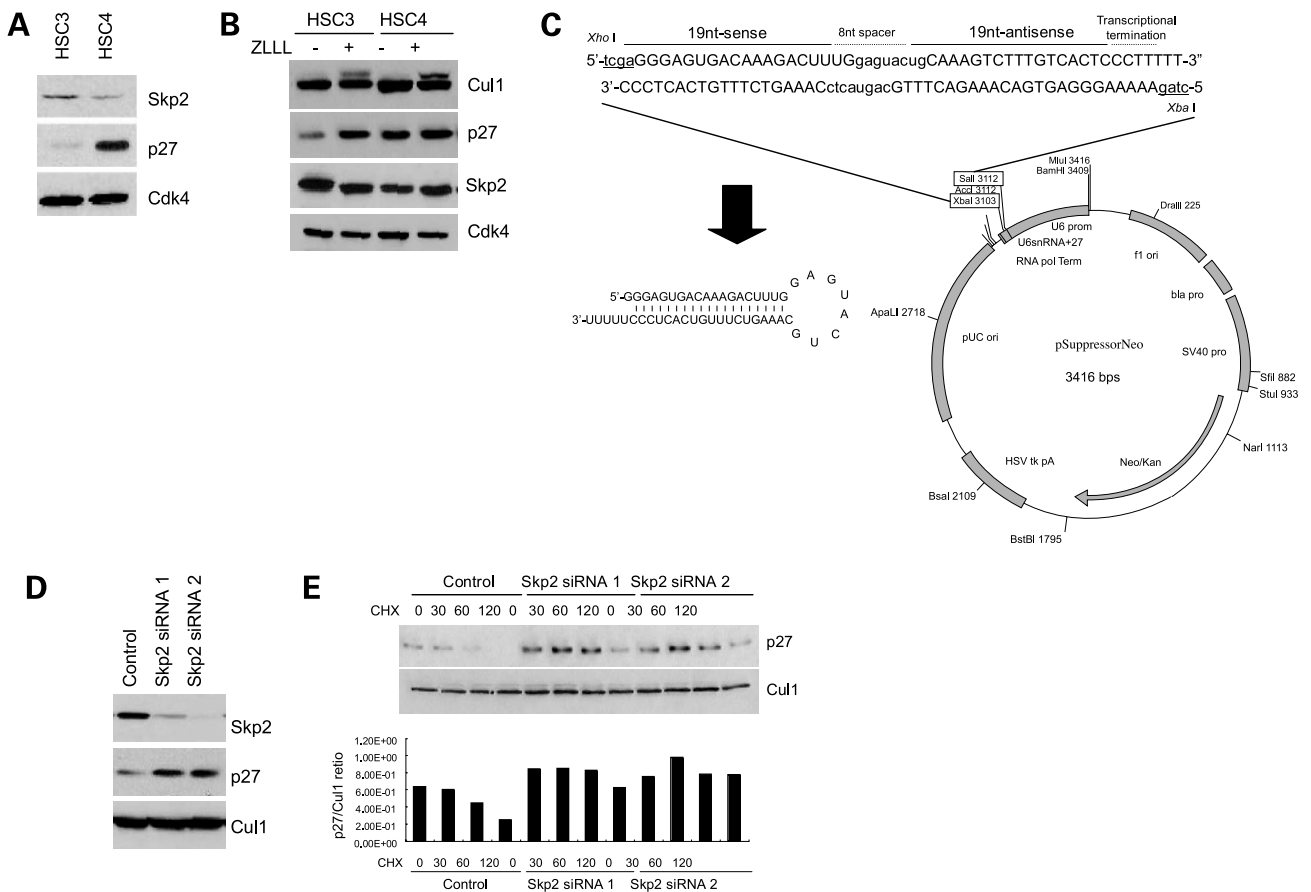 A
HSC3
HSC4
Skp2
p27
Cdk4
B
HSC3 HSC4
ZLLL - + - +
Cul1
p27
Skp2
Cdk4
C
Transcriptional
Xho I 19nt-sense 8nt spacer 19nt-antisense termination
5'-tcgaGGGAGTGACAAAGACUUUGgaguacugCAAAGTCTTTGTCACTCCCTTTTT-3"
3'-CCCTCACTGTTTCTGAAACctcaugacGTTTCAGAAACAGTGAGGGAAAAAgatc-5
Xba I
5'-GGGAGUGACAAAGACUUUG
3'-UUUUUCCCUCACUGUUUCUGAAAC
G A G U A C U G
MluI 3416
BamHI 3409
SalI 3112
AccI 3112
XbaI 3103
DraIII 225
U6 prom
U6snRNA+27
RNA pol Term
f1 ori
bla pro
ApaLI 2718
pUC ori
pSuppressorNeo
SV40 pro
3416 bps
SfiI 882
StuI 933
NarI 1113
HSV tk pA
Neo/Kan
BsaI 2109
BstBI 1795
D
Control
Skp2 siRNA 1
Skp2 siRNA 2
Skp2
p27
Cul1
E
Control Skp2 siRNA 1 Skp2 siRNA 2
CHX 0 30 60 120 0 30 60 120 0 30 60 120
p27
Cul1
p27/Cul1 retio
1.20E+00
1.00E+00
8.00E-01
6.00E-01
4.00E-01
2.00E-01
0.00E+00
CHX 0 30 60 120 0 30 60 120 0 30 60 120
Control Skp2 siRNA 1 Skp2 siRNA 2